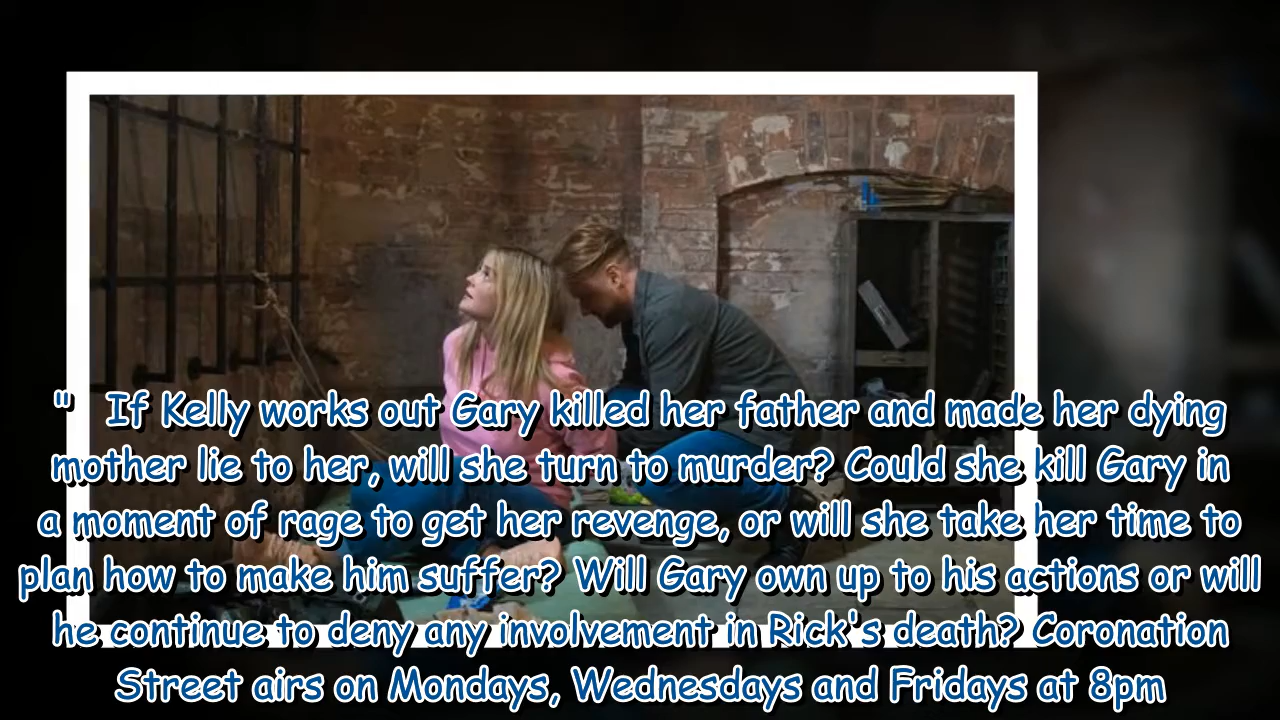 " If Kelly works out Gary killed her father and made her dying
mother lie to her, will she turn to murder? Could she kill Gary in
a moment of rage to get her revenge, or will she take her time to
plan how to make him suffer? Will Gary own up to his actions or will
he continue to deny any involvement in Rick's death? Coronation
Street airs on Mondays, Wednesdays and Fridays at 8pm